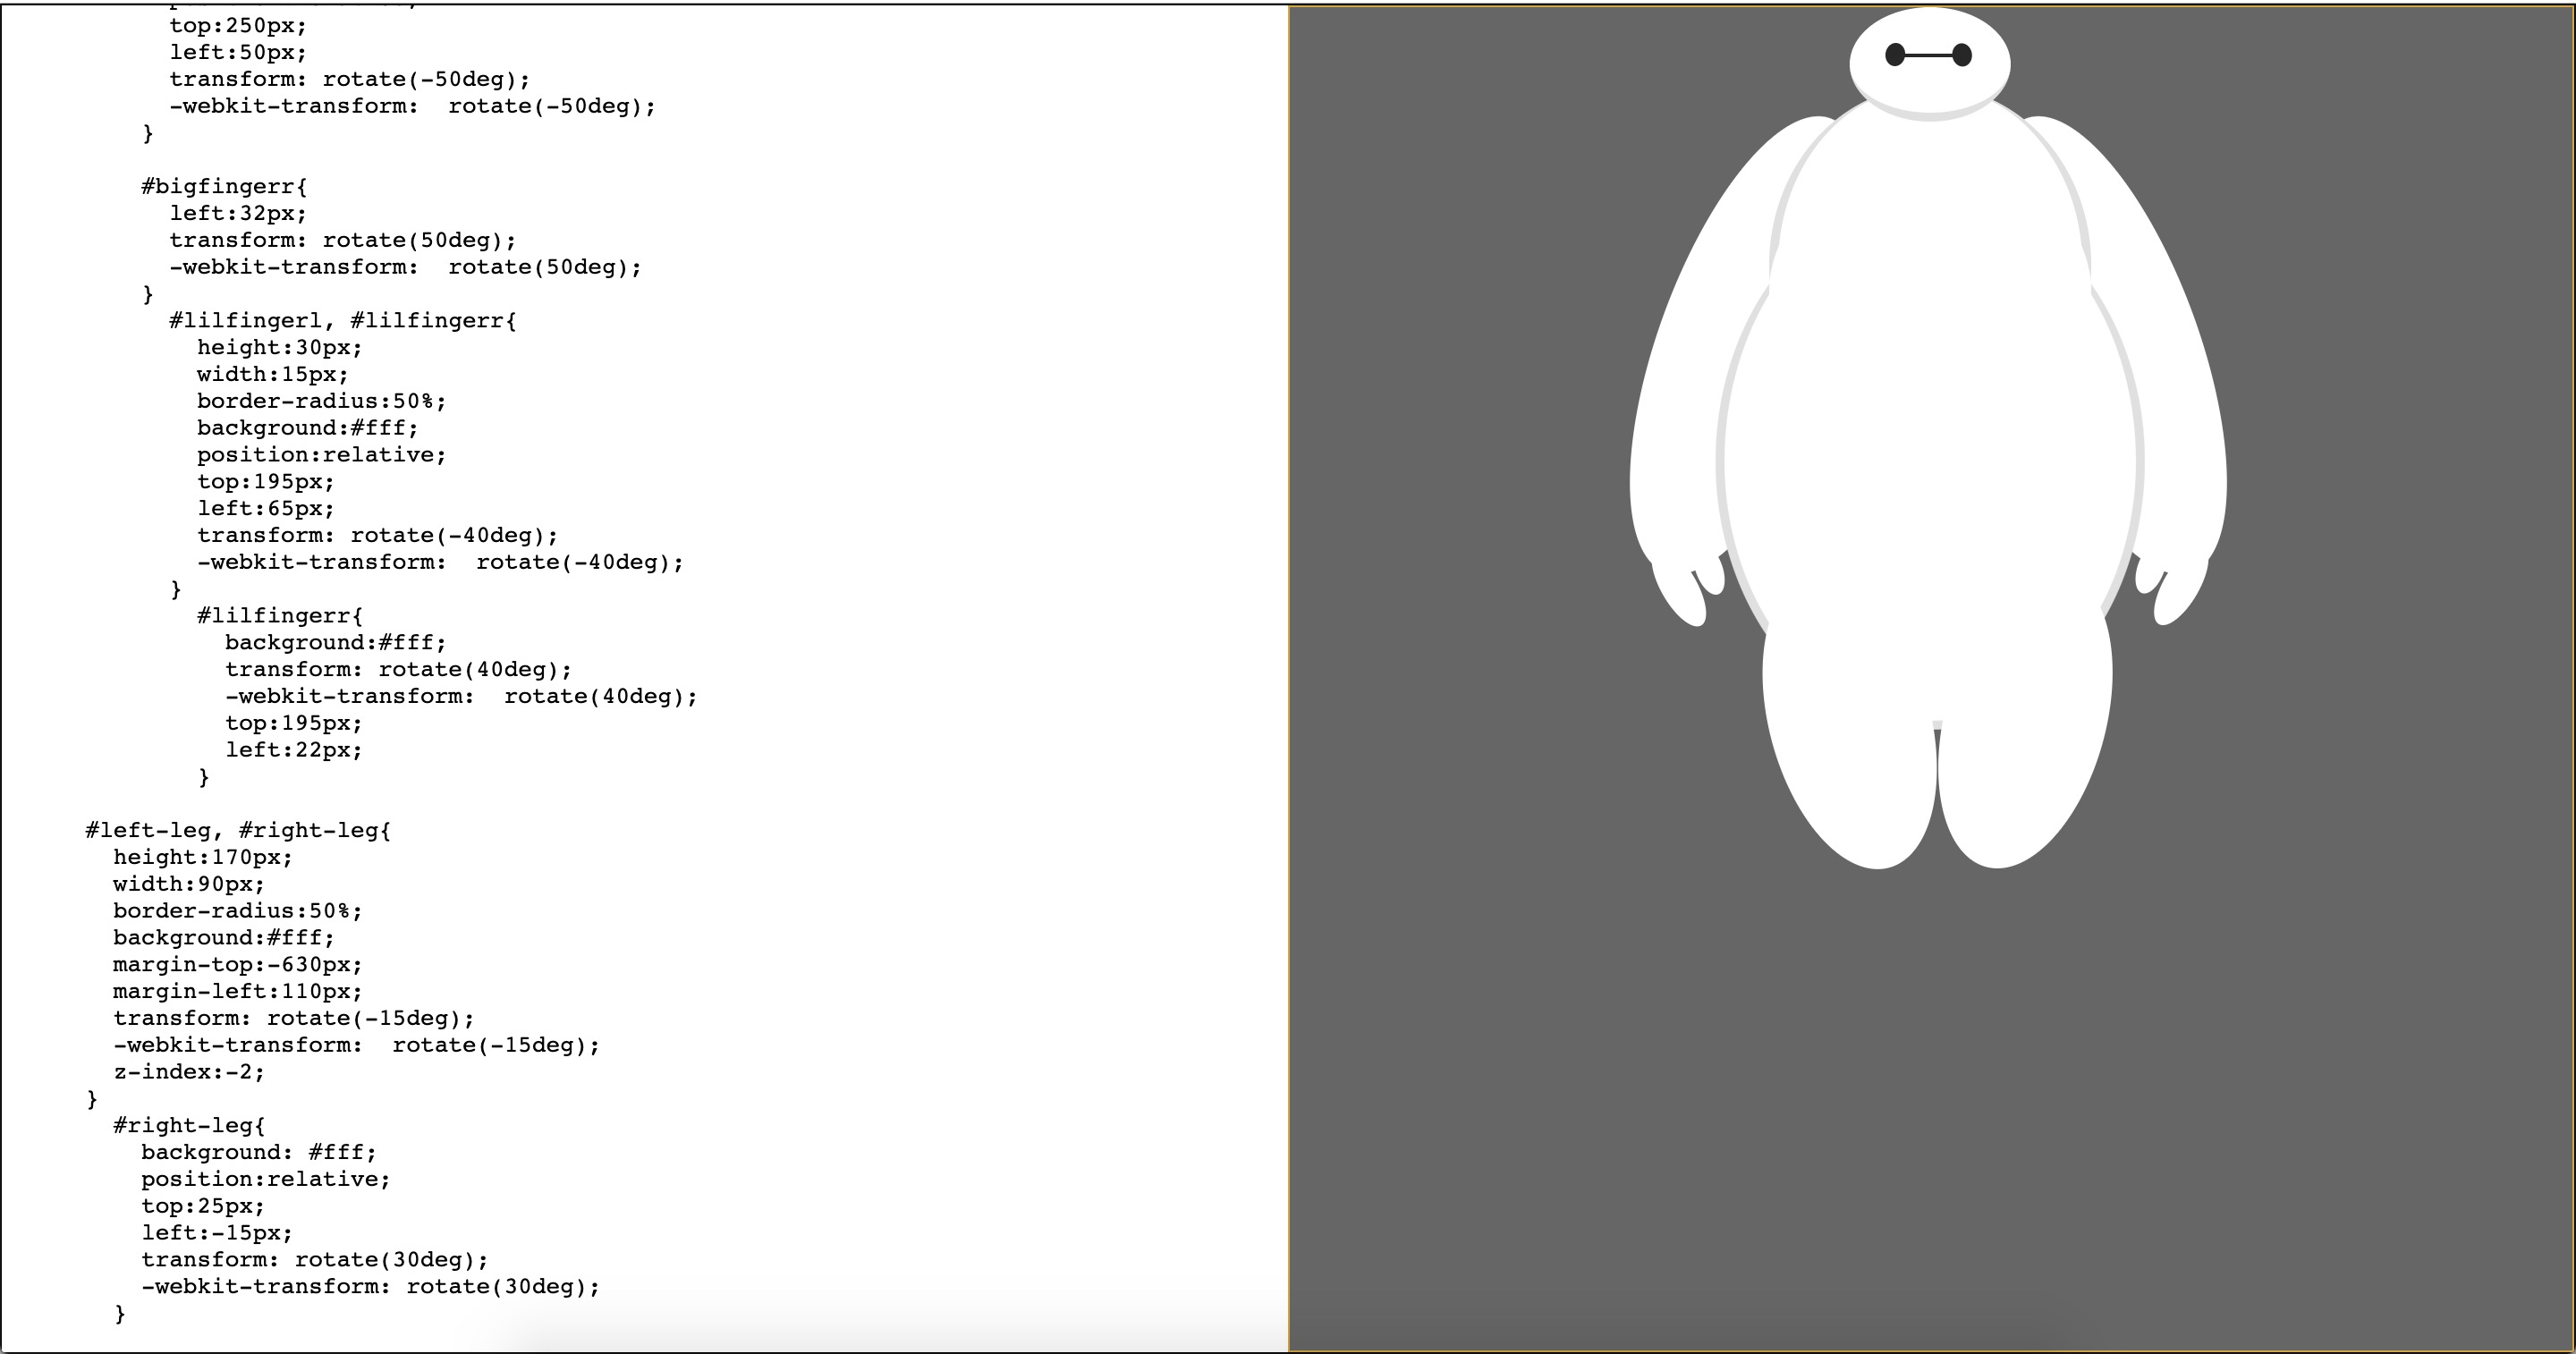 top:250px;
left:50px;
transform: rotate(-50deg);
-webkit-transform:  rotate(-50deg);
}
#bigfingerr{
left:32px;
transform: rotate(50deg);
-webkit-transform:  rotate(50deg);
}
#lilfingerl, #lilfingerr{
height:30px;
width:15px;
border-radius:50%;
background:#fff;
position:relative;
top:195px;
left:65px;
transform: rotate(-40deg);
-webkit-transform:  rotate(-40deg);
}
#lilfingerr{
background:#fff;
transform: rotate(40deg);
-webkit-transform:  rotate(40deg);
top:195px;
left:22px;
}
#left-leg, #right-leg{
height:170px;
width:90px;
border-radius:50%;
background:#fff;
margin-top:-630px;
margin-left:110px;
transform: rotate(-15deg);
-webkit-transform:  rotate(-15deg);
z-index:-2;
}
#right-leg{
background: #fff;
position:relative;
top:25px;
left:-15px;
transform: rotate(30deg);
-webkit-transform: rotate(30deg);
}